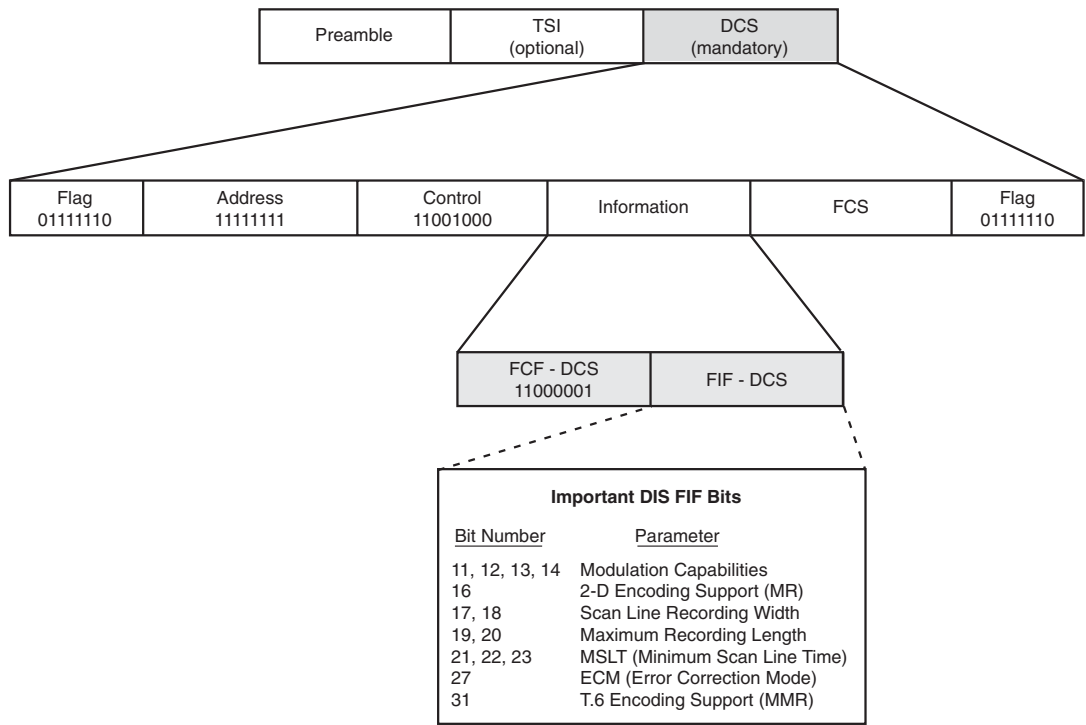 Preamble
TSI
(optional)
DCS
(mandatory)
Flag
01111110
Address
11111111
Control
11001000
Information
FCS
Flag
01111110
FCF - DCS
11000001
FIF - DCS
Important DIS FIF Bits
Bit Number Parameter
11, 12, 13, 14 Modulation Capabilities
16 2-D Encoding Support (MR)
17, 18 Scan Line Recording Width
19, 20 Maximum Recording Length
21, 22, 23 MSLT (Minimum Scan Line Time)
27 ECM (Error Correction Mode)
31 T.6 Encoding Support (MMR)